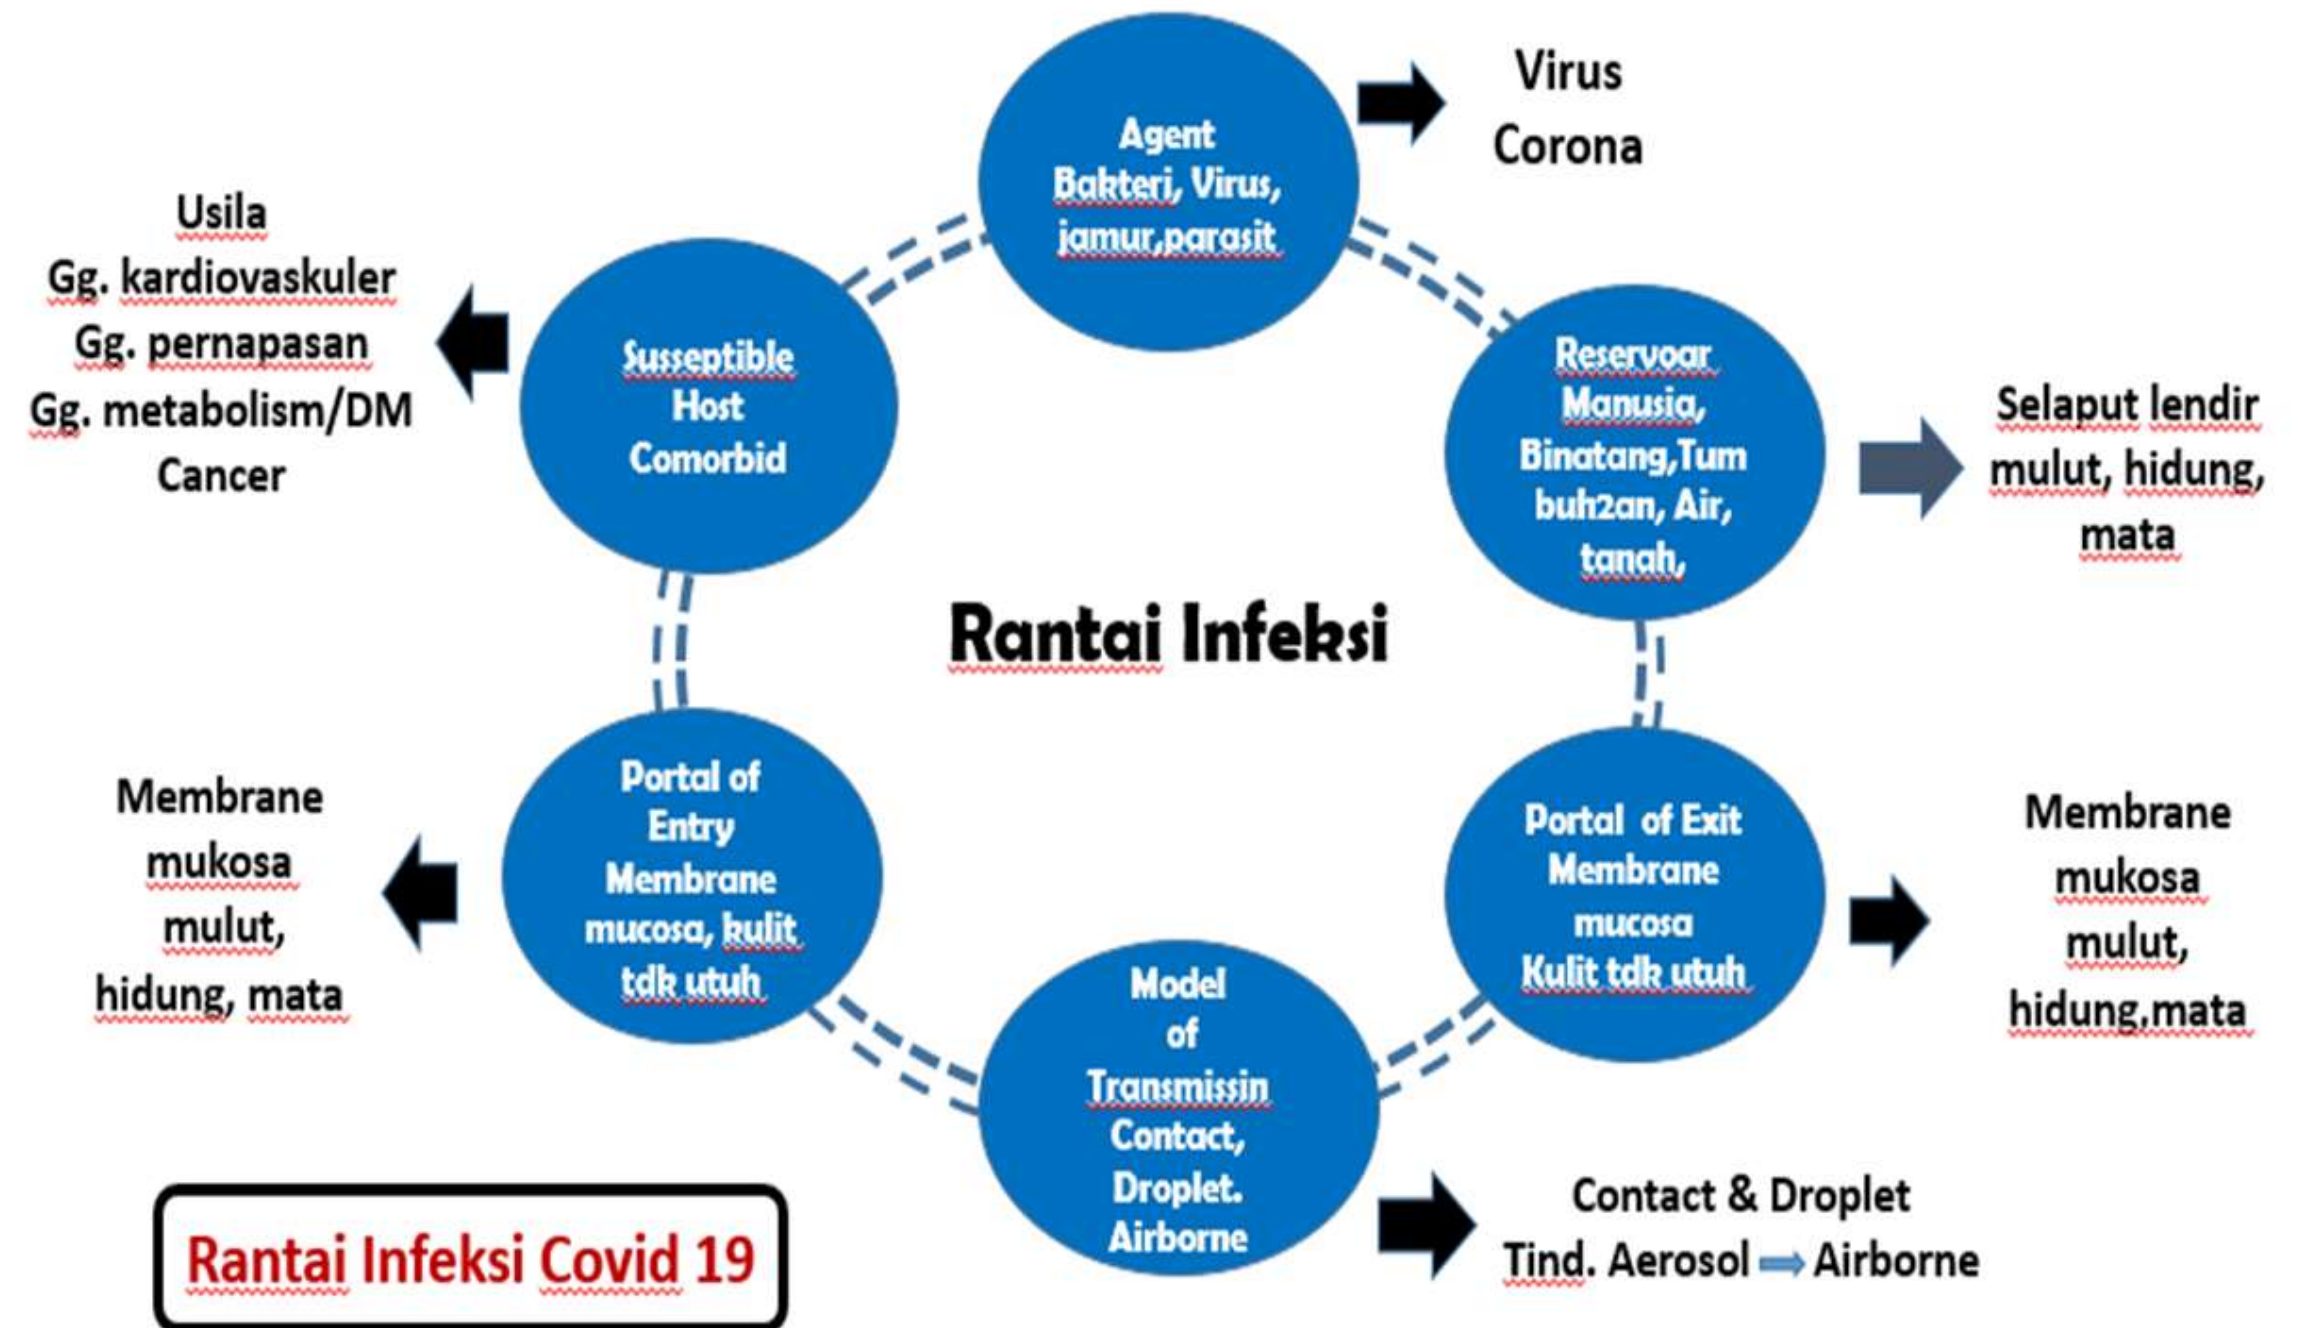 Agent
Bakteri, Virus,
jamur,parasit
Virus
Corona
Reservoar
Manusia,
Binatang,Tum
buh2an, Air,
tanah,
Selaput lendir
mulut, hidung,
mata
Portal of Exit
Membrane
mucosa
Kulit tdk utuh
Membrane
mukosa
mulut,
hidung,mata
Model
of
Transmissin
Contact,
Droplet.
Airborne
Contact & Droplet
Tind. Aerosol ⇒ Airborne
Portal of
Entry
Membrane
mucosa, kulit
tdk utuh
Membrane
mukosa
mulut,
hidung, mata
Susseptible
Host
Comorbid
Usila
Gg. kardiovaskuler
Gg. pernapasan
Gg. metabolism/DM
Cancer
Rantai Infeksi
Rantai Infeksi Covid 19